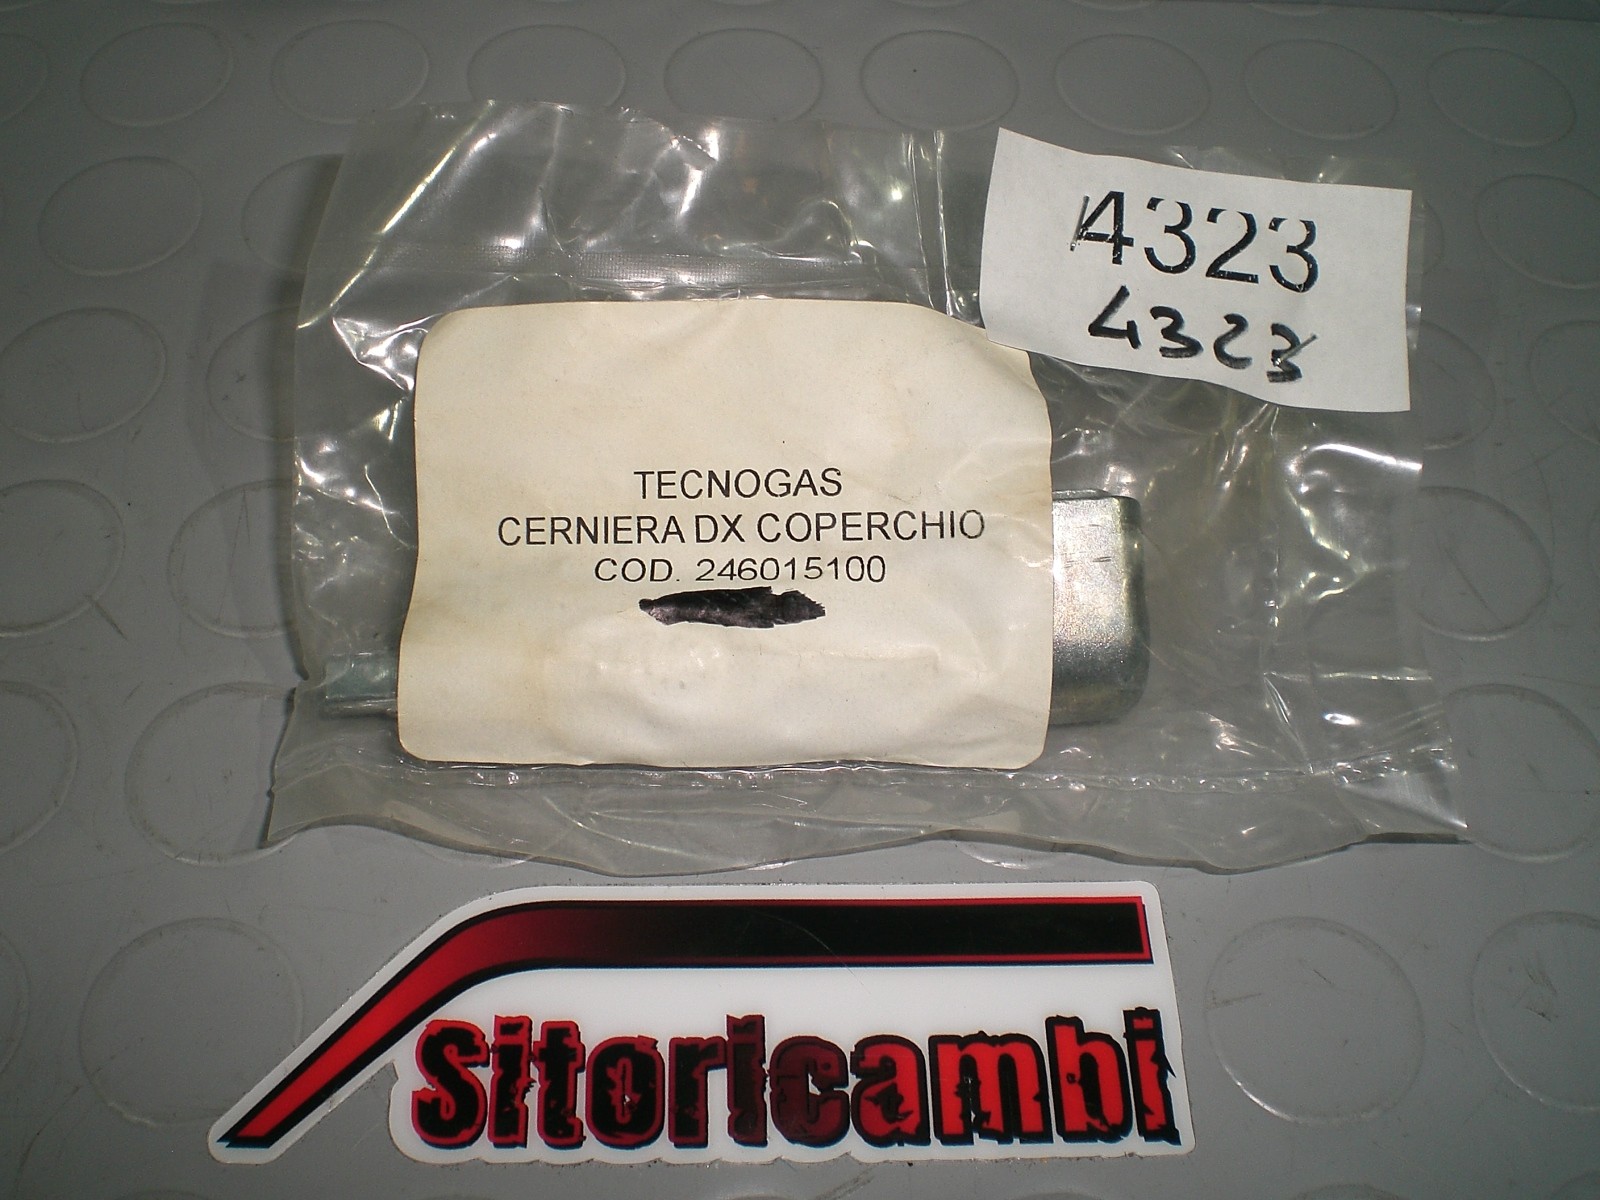 4323
4323
TECNOGAS
CERNIERA DX COPERCHIO
COD. 246015100
Sitoricambi